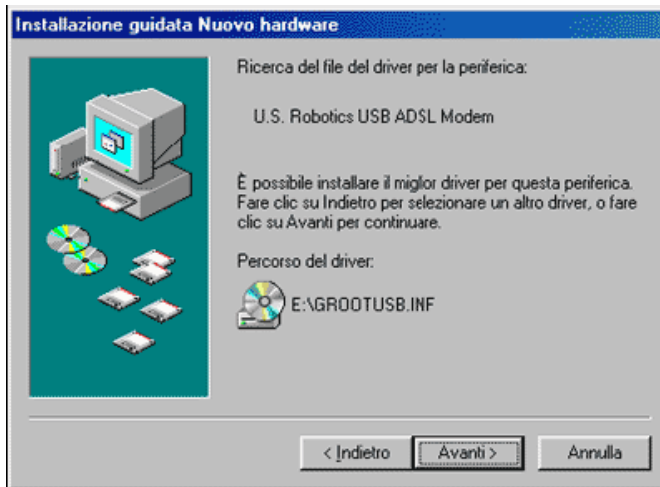 Installazione guidata Nuovo hardware
Ricerca del file del driver per la periferica:
U.S. Robotics USB ADSL Modem
È possibile installare il miglior driver per questa periferica.
Fare clic su Indietro per selezionare un altro driver, o fare
clic su Avanti per continuare.
Percorso del driver:
E:\GROOTUSB.INF
< Indietro Avanti > Annulla